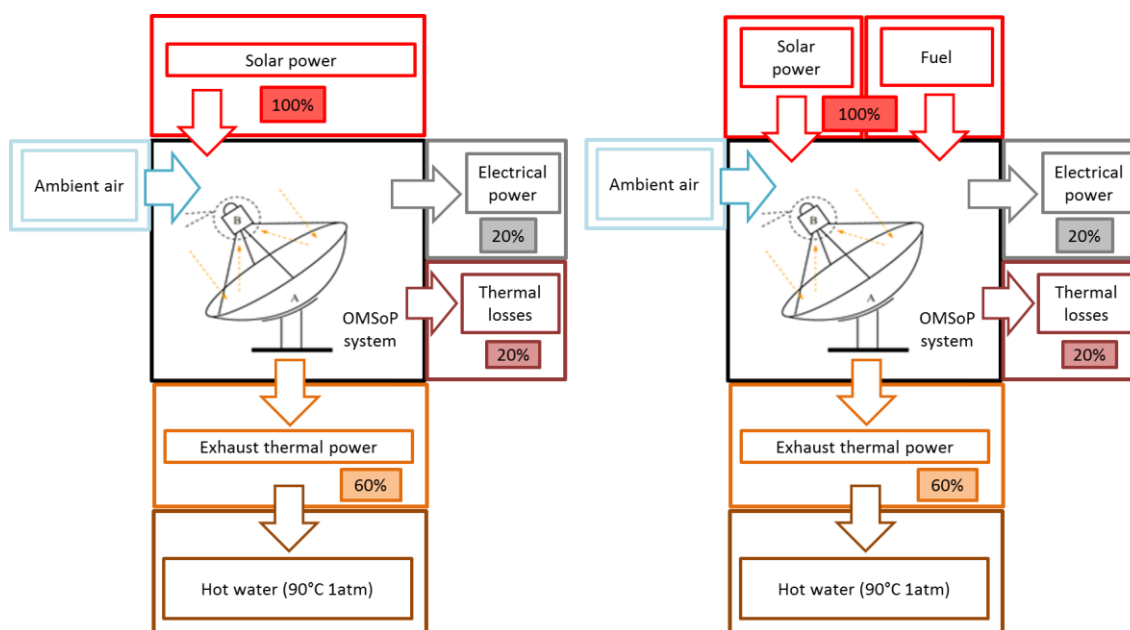 Solar power
100%
Ambient air
B
A
OMSoP
system
Electrical
power
20%
Thermal
losses
20%
Exhaust thermal power
60%
Hot water (90°C 1atm)
Solar
power
Fuel
100%
Ambient air
B
A
OMSoP
system
Electrical
power
20%
Thermal
losses
20%
Exhaust thermal power
60%
Hot water (90°C 1atm)